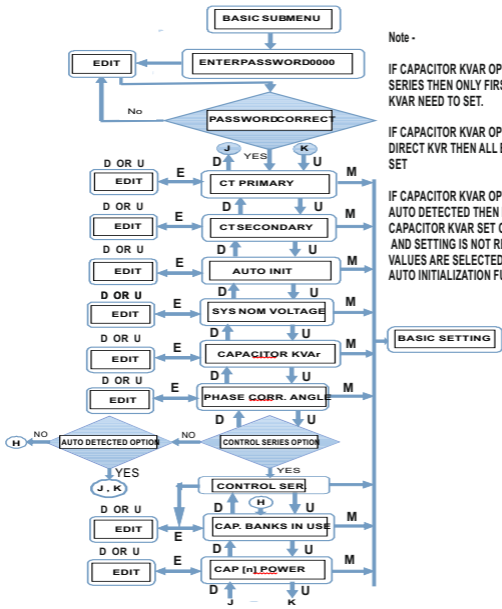 BASIC SUBMENU
Note -
EDIT
ENTERPASSWORD0000
IF CAPACITOR KVAR OP
SERIES THEN ONLY FIRS
KVAR NEED TO SET.
No
PASSWORDCORRECT
IF CAPACITOR KVAR OP
DIRECT KVR THEN ALL E
SET
J
K
YES
D
U
D OR U
E
EDIT
CT PRIMARY
M
IF CAPACITOR KVAR OP
AUTO DETECTED THEN
CAPACITOR KVAR SET O
AND SETTING IS NOT RE
VALUES ARE SELECTED
AUTO INITIALIZATION FU
D
U
D OR U
E
EDIT
CTSECONDARY
M
D
U
D OR U
E
EDIT
AUTO INIT
M
D
U
D OR U
E
EDIT
SYS NOM VOLTAGE
M
BASIC SETTING
D
U
D OR U
E
EDIT
CAPACITOR KVAr
M
D
U
D OR U
E
EDIT
PHASE CORR. ANGLE
M
D
U
H
NO
AUTO DETECTED OPTION
NO
CONTROL SERIES OPTION
YES
J , K
YES
CONTROL SER.
H
D
U
D OR U
E
EDIT
CAP. BANKS IN USE
M
D
U
D OR U
E
EDIT
CAP [n] POWER
M
D
U
J
K